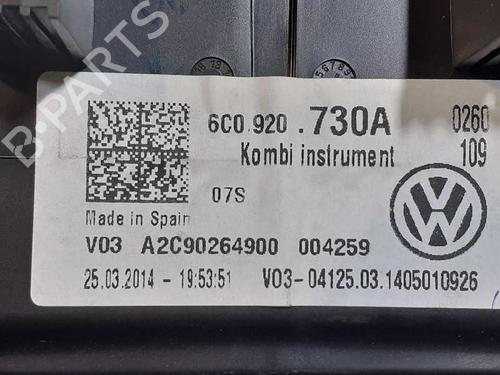 6C0.920 .730A 0260
Kombi instrument 109
07S
Made in Spain
V03 A2C90264900 004259
25.03.2014 - 19:53:51 V03-04125.03.1405010926